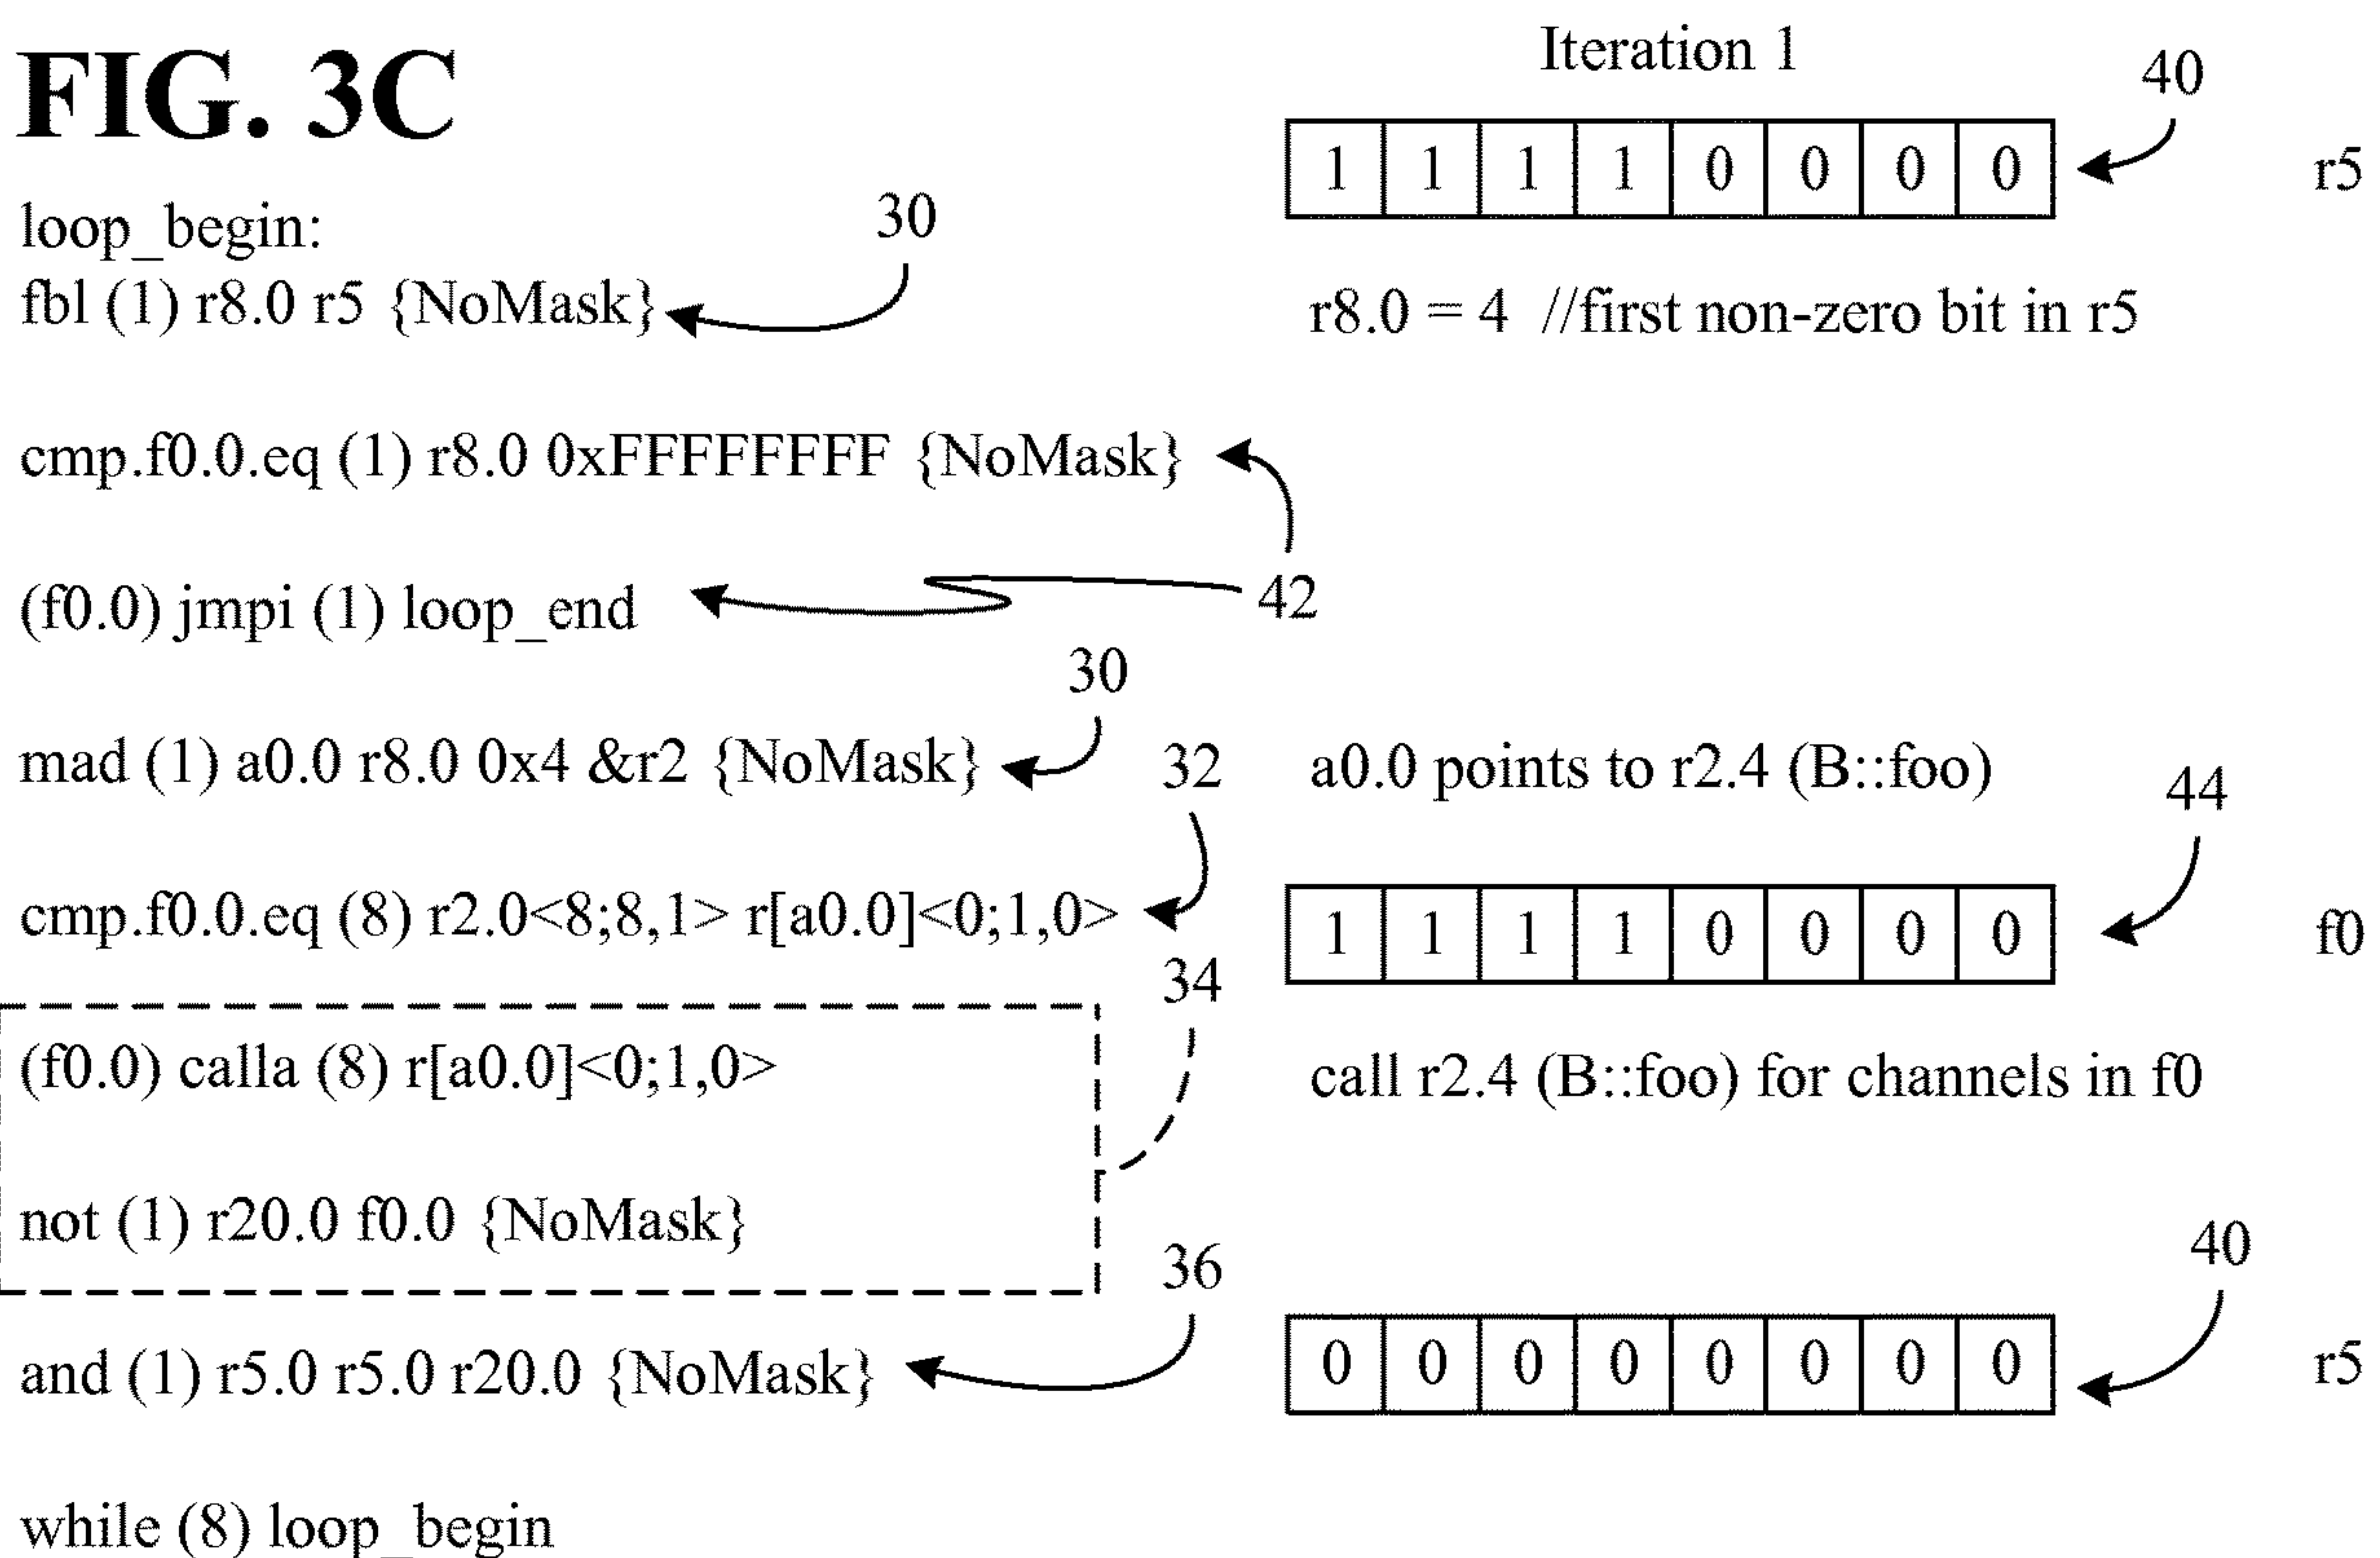 FIG. 3C
Iteration 1
40
1 1 1 1 0 0 0 0
r5
loop_begin:
30
fbl (1) r8.0 r5 {NoMask}
r8.0 = 4 //first non-zero bit in r5
cmp.f0.0.eq (1) r8.0 0xFFFFFFFF {NoMask}
(f0.0) jmpi (1) loop_end
42
30
mad (1) a0.0 r8.0 0x4 &r2 {NoMask}
32
a0.0 points to r2.4 (B::foo)
44
cmp.f0.0.eq (8) r2.0<8;8,1> r[a0.0]<0;1,0>
1 1 1 1 0 0 0 0
f0
34
(f0.0) calla (8) r[a0.0]<0;1,0>
call r2.4 (B::foo) for channels in f0
not (1) r20.0 f0.0 {NoMask}
36
40
and (1) r5.0 r5.0 r20.0 {NoMask}
0 0 0 0 0 0 0 0
r5
while (8) loop_begin